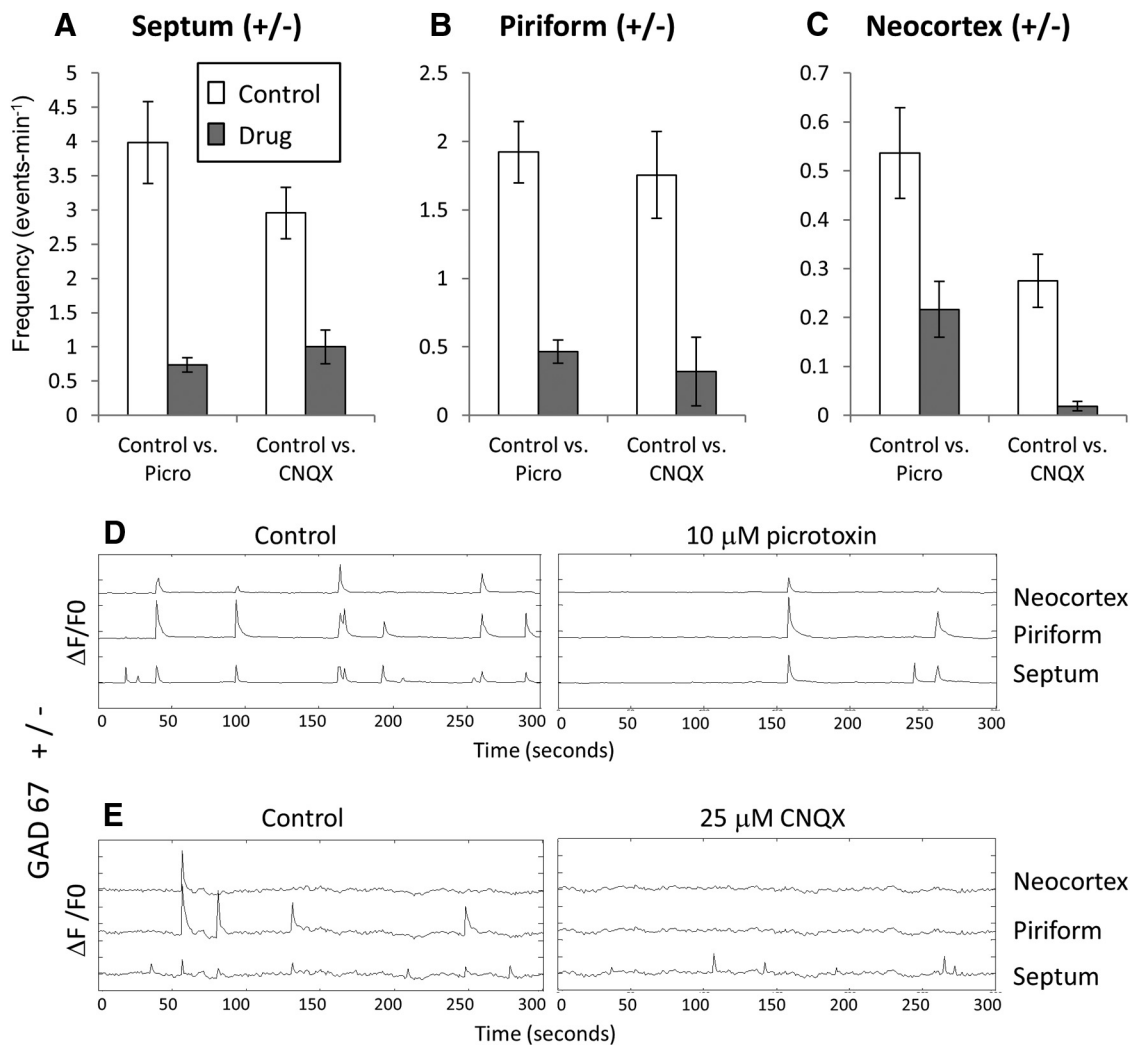 A Septum (+/-)
B Piriform (+/-)
C Neocortex (+/-)
Frequency (events-min⁻¹)
5
4.5
4
3.5
3
2.5
2
1.5
1
0.5
0
Control
Drug
Control vs. Picro
Control vs. CNQX
2.5
2
1.5
1
0.5
0
Control vs. Picro
Control vs. CNQX
0.7
0.6
0.5
0.4
0.3
0.2
0.1
0
Control vs. Picro
Control vs. CNQX
GAD 67 + / -
D
Control
10 μM picrotoxin
ΔF/F0
Neocortex
Piriform
Septum
0 50 100 150 200 250 300
0 50 100 150 200 250 300
Time (seconds)
E
Control
25 μM CNQX
ΔF /F0
Neocortex
Piriform
Septum
0 50 100 150 200 250 300
0 50 100 150 200 250 300
Time (seconds)